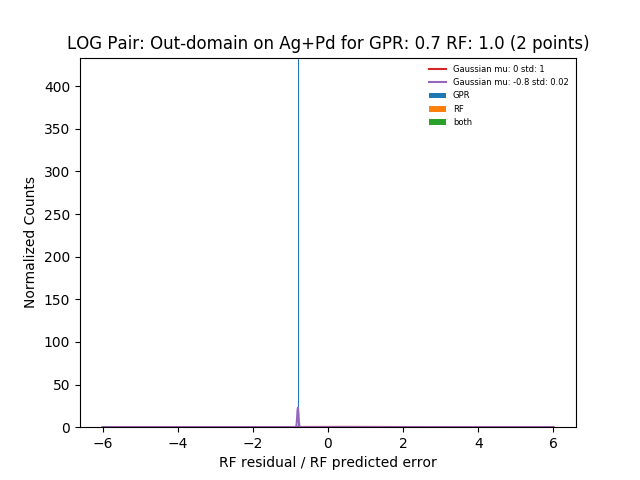 LOG Pair: Out-domain on Ag+Pd for GPR: 0.7 RF: 1.0 (2 points)
Gaussian mu: 0 std: 1
Gaussian mu: -0.8 std: 0.02
GPR
RF
both
Normalized Counts
400
350
300
250
200
150
100
50
0
−6 −4 −2 0 2 4 6
RF residual / RF predicted error